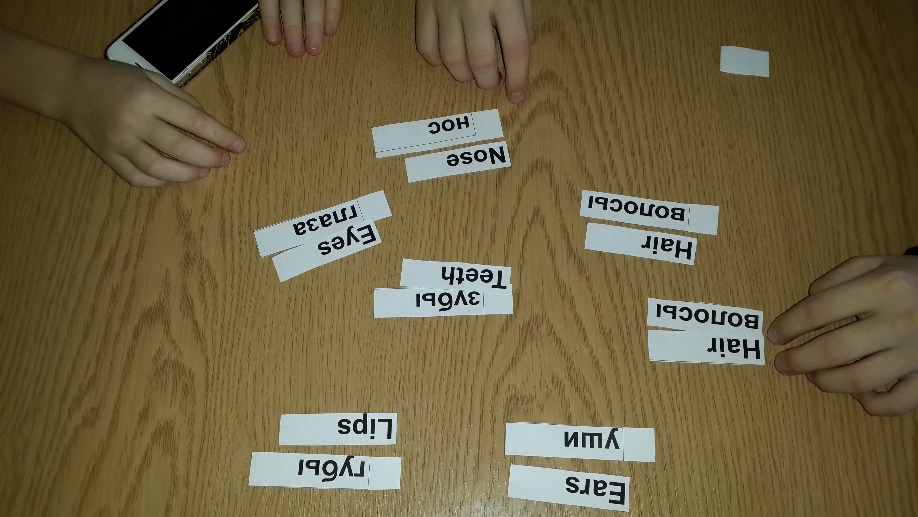 Ears
уши
губы
Lips
Hair
волосы
зубы
Teeth
Hair
волосы
Eyes
глаза
Nose
нос